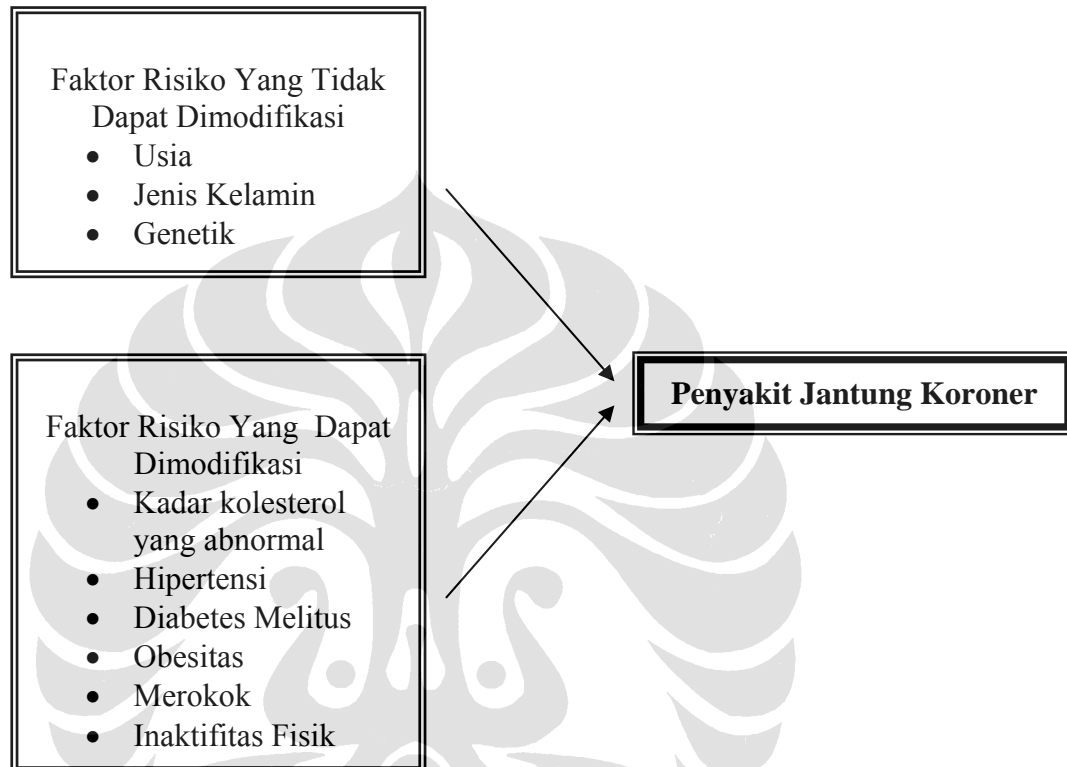 Faktor Risiko Yang Tidak
Dapat Dimodifikasi
• Usia
• Jenis Kelamin
• Genetik
Faktor Risiko Yang Dapat
Dimodifikasi
• Kadar kolesterol
yang abnormal
• Hipertensi
• Diabetes Melitus
• Obesitas
• Merokok
• Inaktifitas Fisik
Penyakit Jantung Koroner